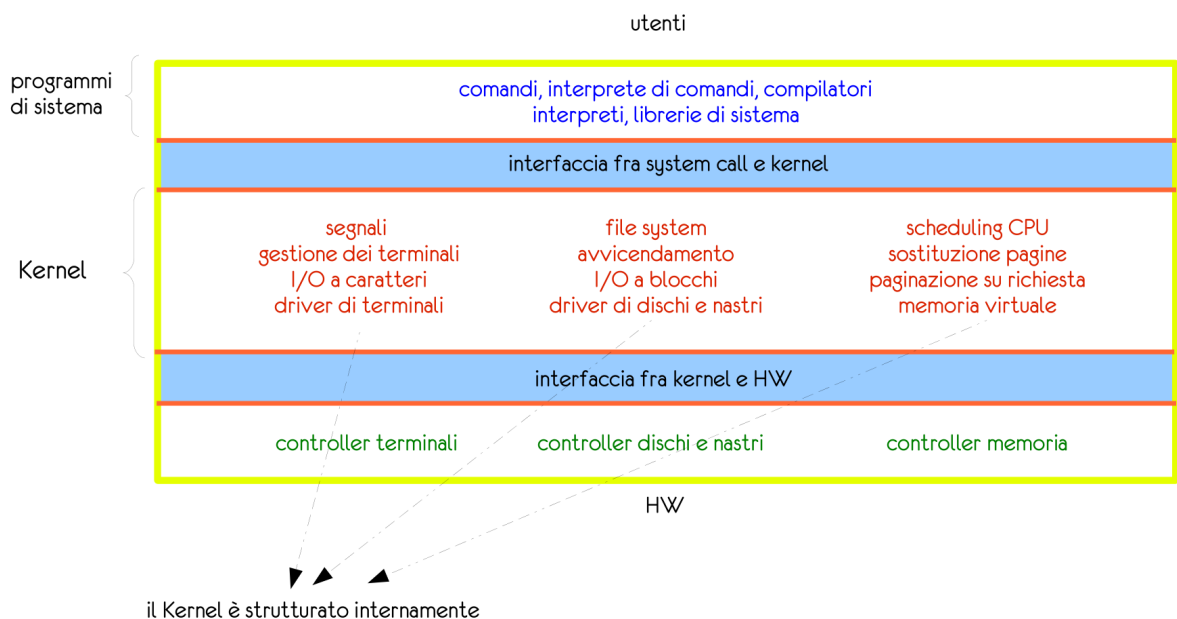 utenti
programmi
di sistema
comandi, interprete di comandi, compilatori
interpreti, librerie di sistema
interfaccia fra system call e kernel
Kernel
segnali
gestione dei terminali
I/O a caratteri
driver di terminali
file system
avvicendamento
I/O a blocchi
driver di dischi e nastri
scheduling CPU
sostituzione pagine
paginazione su richiesta
memoria virtuale
interfaccia fra kernel e HW
controller terminali
controller dischi e nastri
controller memoria
HW
il Kernel è strutturato internamente